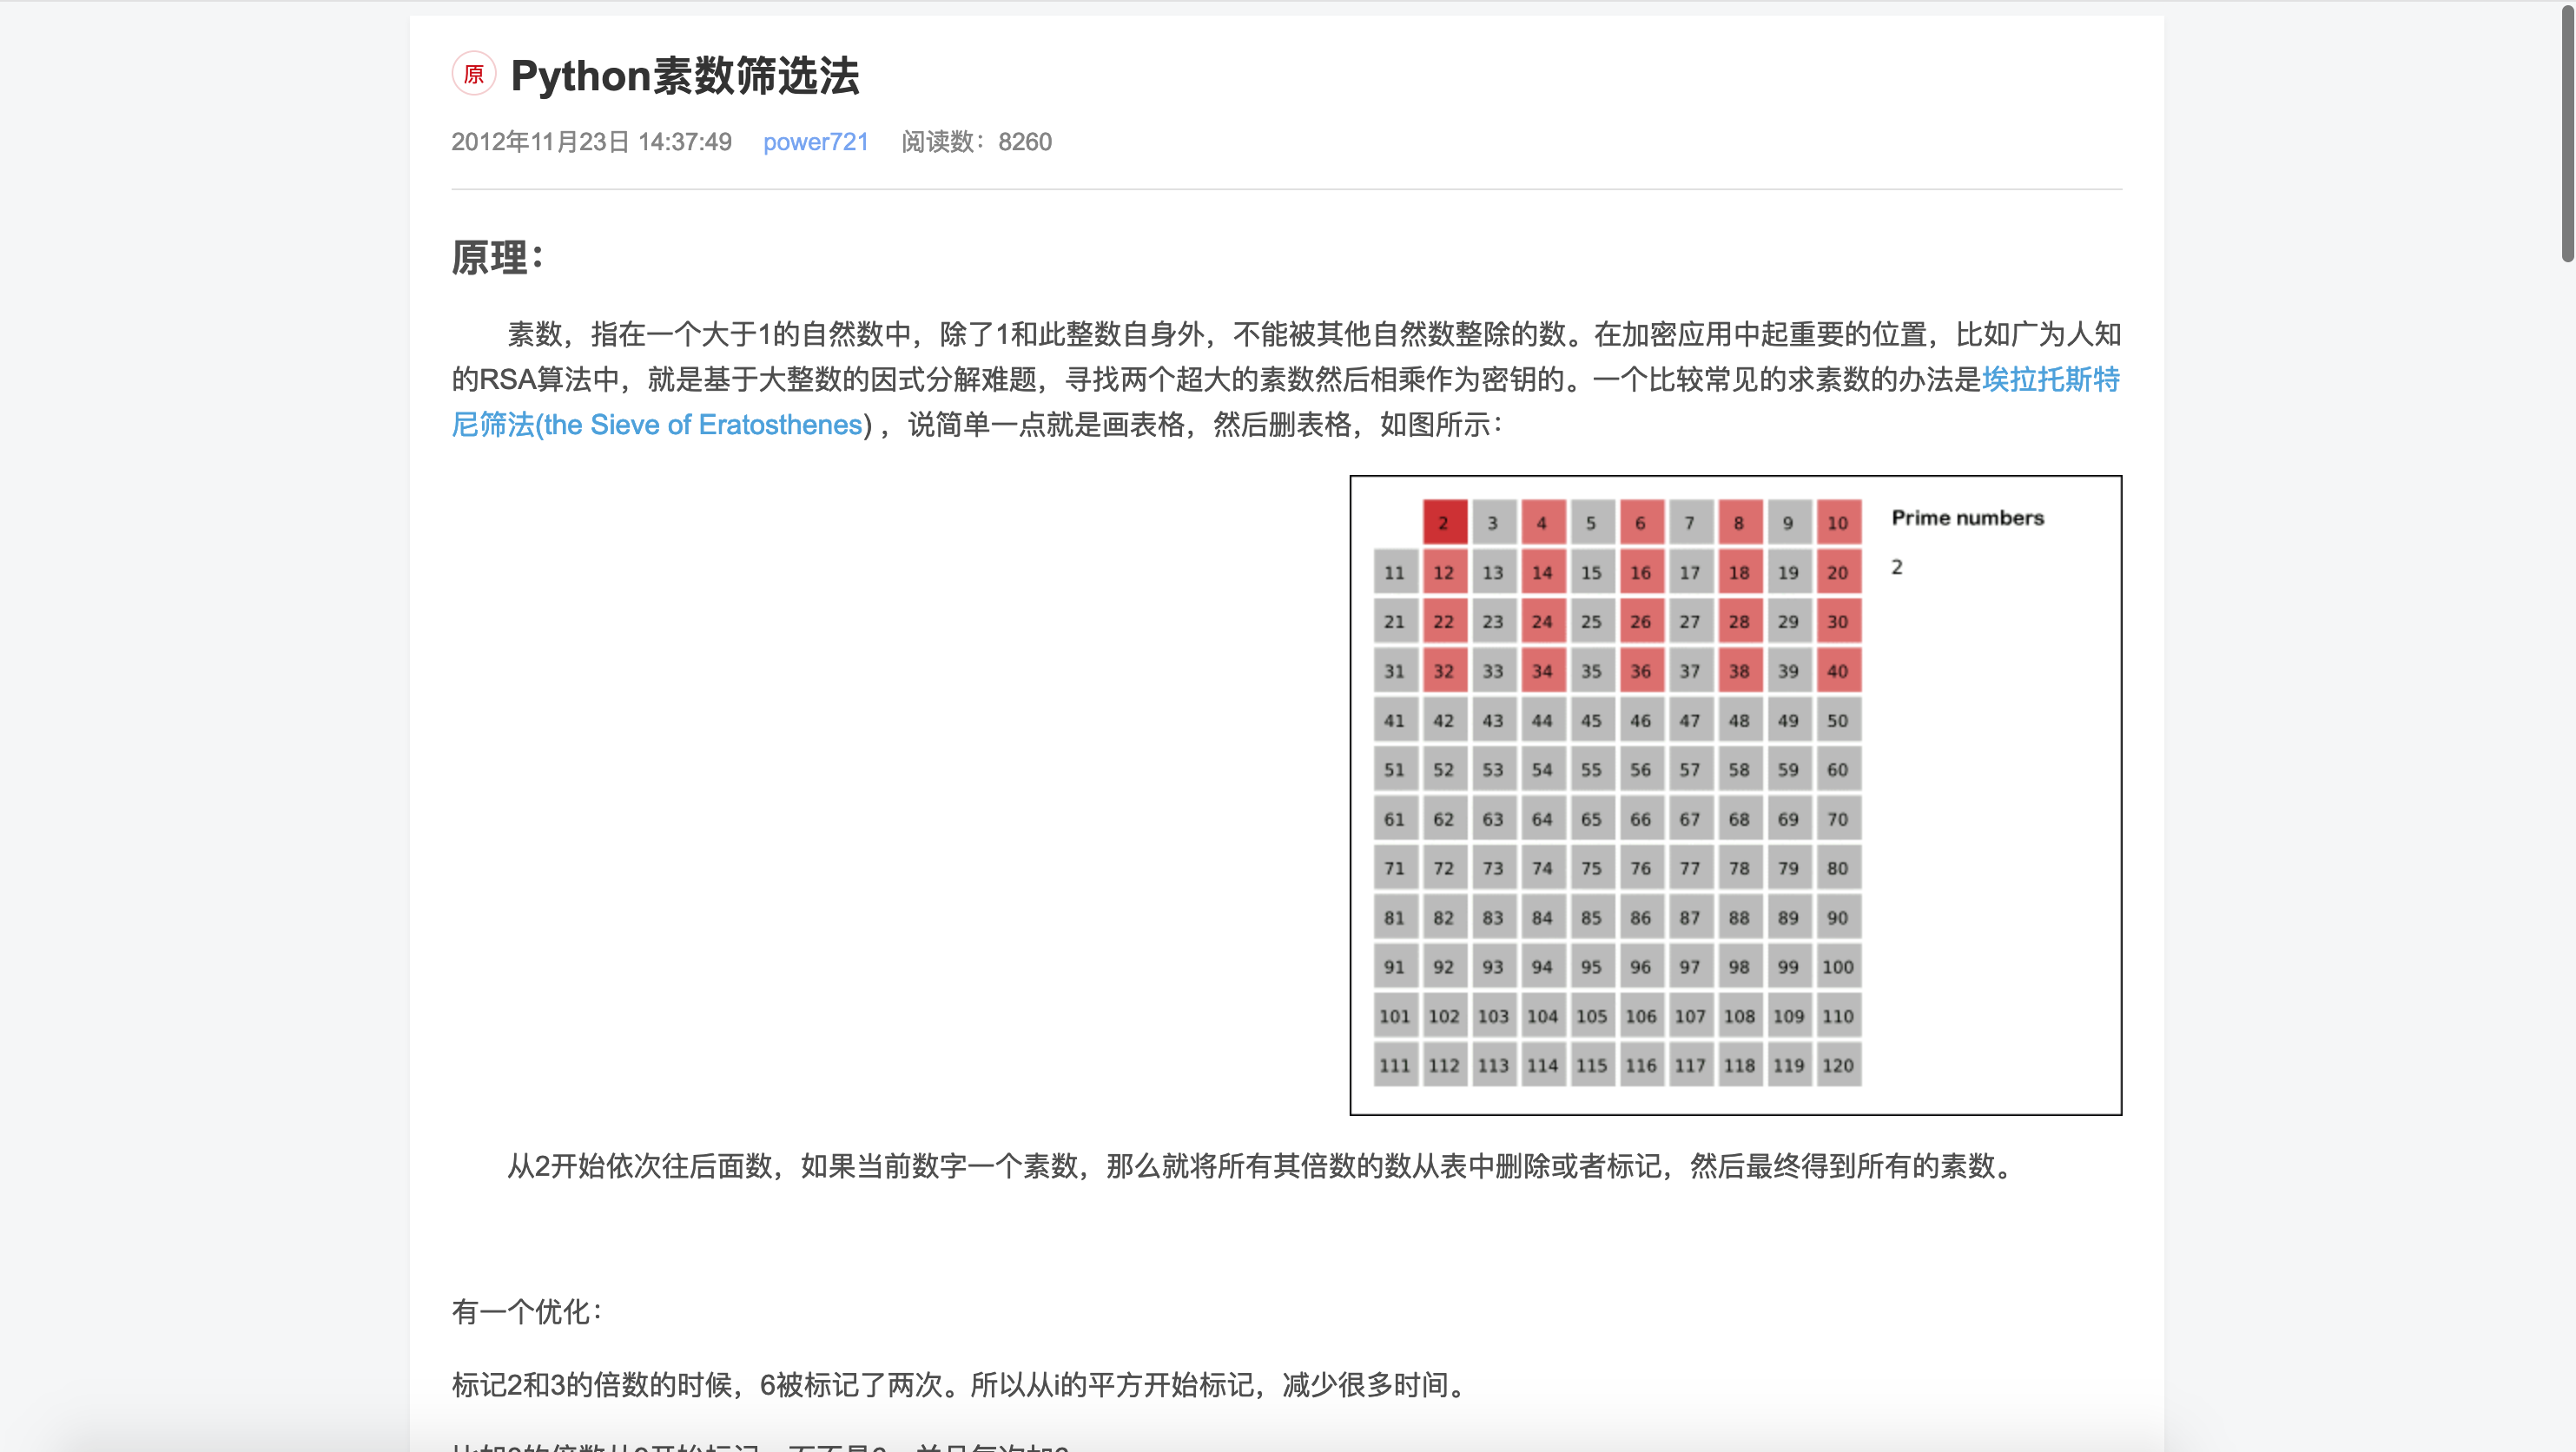 原 Python素数筛选法
2012年11月23日 14:37:49 power721 阅读数：8260
原理：
素数，指在一个大于1的自然数中，除了1和此整数自身外，不能被其他自然数整除的数。在加密应用中起重要的位置，比如广为人知
的RSA算法中，就是基于大整数的因式分解难题，寻找两个超大的素数然后相乘作为密钥的。一个比较常见的求素数的办法是埃拉托斯特
尼筛法(the Sieve of Eratosthenes) ，说简单一点就是画表格，然后删表格，如图所示：
2 3 4 5 6 7 8 9 10 Prime numbers
11 12 13 14 15 16 17 18 19 20 2
21 22 23 24 25 26 27 28 29 30
31 32 33 34 35 36 37 38 39 40
41 42 43 44 45 46 47 48 49 50
51 52 53 54 55 56 57 58 59 60
61 62 63 64 65 66 67 68 69 70
71 72 73 74 75 76 77 78 79 80
81 82 83 84 85 86 87 88 89 90
91 92 93 94 95 96 97 98 99 100
101 102 103 104 105 106 107 108 109 110
111 112 113 114 115 116 117 118 119 120
从2开始依次往后面数，如果当前数字一个素数，那么就将所有其倍数的数从表中删除或者标记，然后最终得到所有的素数。
有一个优化：
标记2和3的倍数的时候，6被标记了两次。所以从i的平方开始标记，减少很多时间。